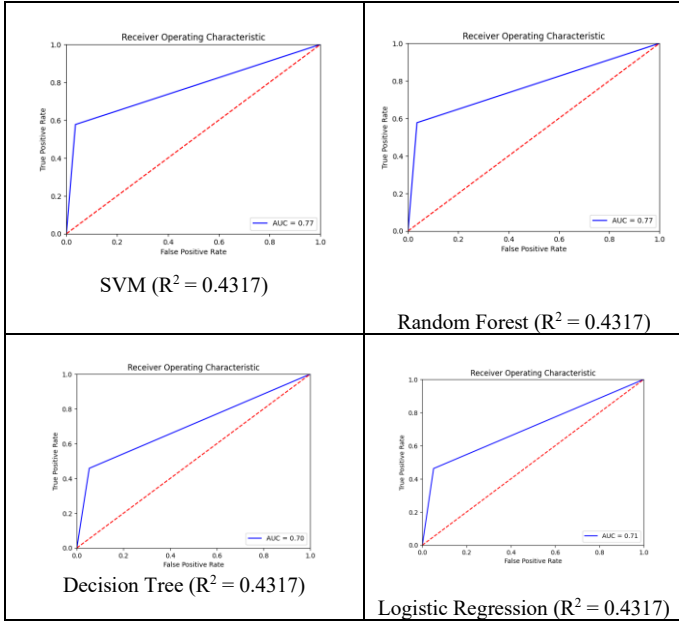 Receiver Operating Characteristic
1.0
0.8
0.6
0.4
0.2
0.0
True Positive Rate
AUC = 0.77
0.0 0.2 0.4 0.6 0.8 1.0
False Positive Rate
SVM (R² = 0.4317)
Receiver Operating Characteristic
1.0
0.8
0.6
0.4
0.2
0.0
True Positive Rate
AUC = 0.77
0.0 0.2 0.4 0.6 0.8 1.0
False Positive Rate
Random Forest (R² = 0.4317)
Receiver Operating Characteristic
1.0
0.8
0.6
0.4
0.2
0.0
True Positive Rate
AUC = 0.70
0.0 0.2 0.4 0.6 0.8 1.0
False Positive Rate
Decision Tree (R² = 0.4317)
Receiver Operating Characteristic
1.0
0.8
0.6
0.4
0.2
0.0
True Positive Rate
AUC = 0.71
0.0 0.2 0.4 0.6 0.8 1.0
False Positive Rate
Logistic Regression (R² = 0.4317)